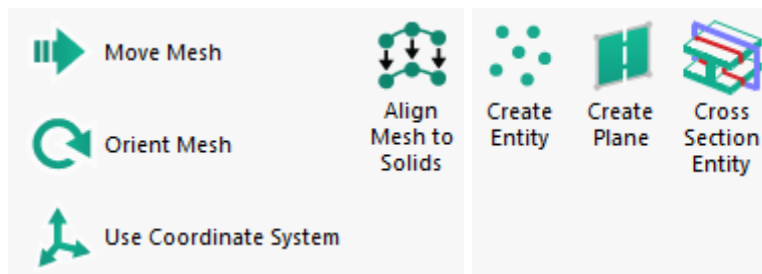 Move Mesh
Orient Mesh
Use Coordinate System
Align
Mesh to
Solids
Create
Entity
Create
Plane
Cross
Section
Entity